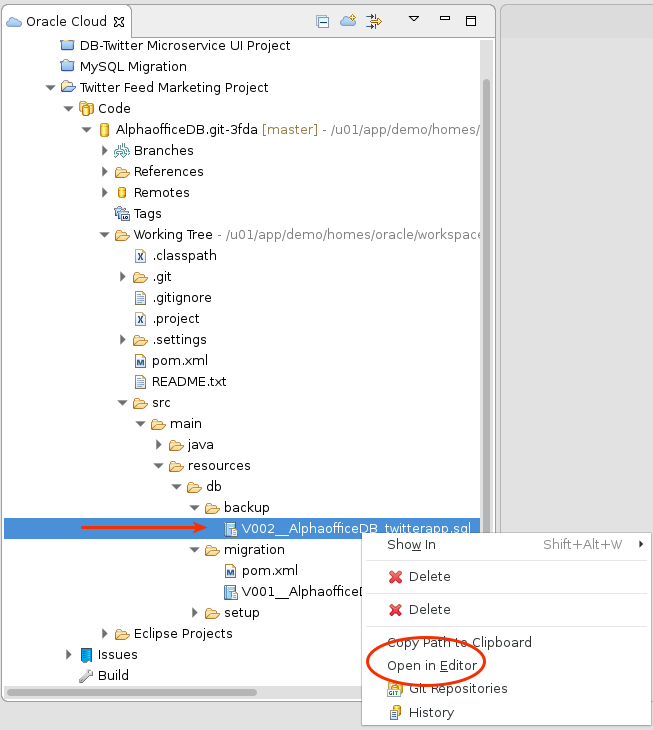 Oracle Cloud
DB-Twitter Microservice UI Project
MySQL Migration
Twitter Feed Marketing Project
Code
AlphaofficeDB.git-3fda [master] - /u01/app/demo/homes/
Branches
References
Remotes
Tags
Working Tree - /u01/app/demo/homes/oracle/workspace
.classpath
.git
.gitignore
.project
.settings
pom.xml
README.txt
src
main
java
resources
db
backup
V002__AlphaofficeDB_twitterapp.sql
migration
pom.xml
V001__AlphaofficeD
setup
Eclipse Projects
Issues
Build
Show In Shift+Alt+W
Delete
Delete
Copy Path to Clipboard
Open in Editor
GIT Git Repositories
History